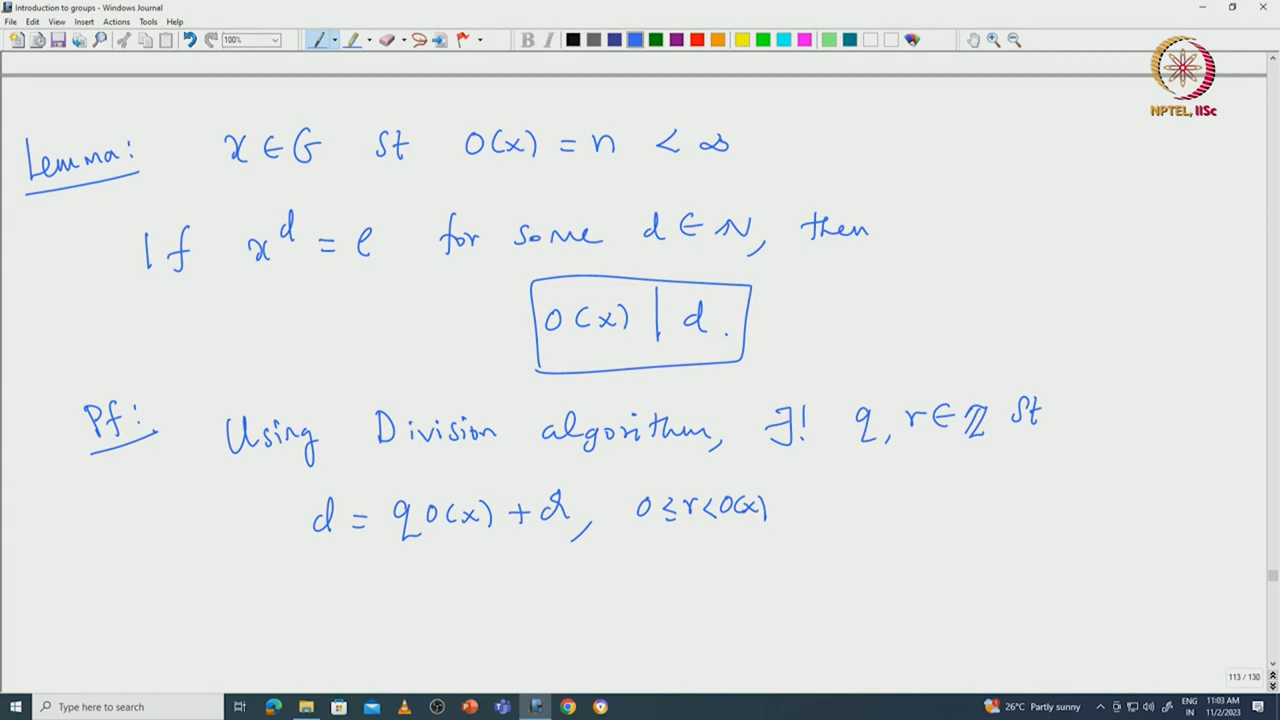 Introduction to groups - Windows Journal
File Edit View Insert Actions Tools Help
100%
B I
NPTEL, IISc
Lemma: x ∈ G st O(x) = n < ∞
If x^d = e for some d ∈ N, then
O(x) | d.
Pf: Using Division algorithm, ∃! q, r ∈ ℤ st
d = q O(x) + r, 0 ≤ r < O(x)
113 / 130
Type here to search
26°C Partly sunny
ENG
IN
11:03 AM
11/2/2023